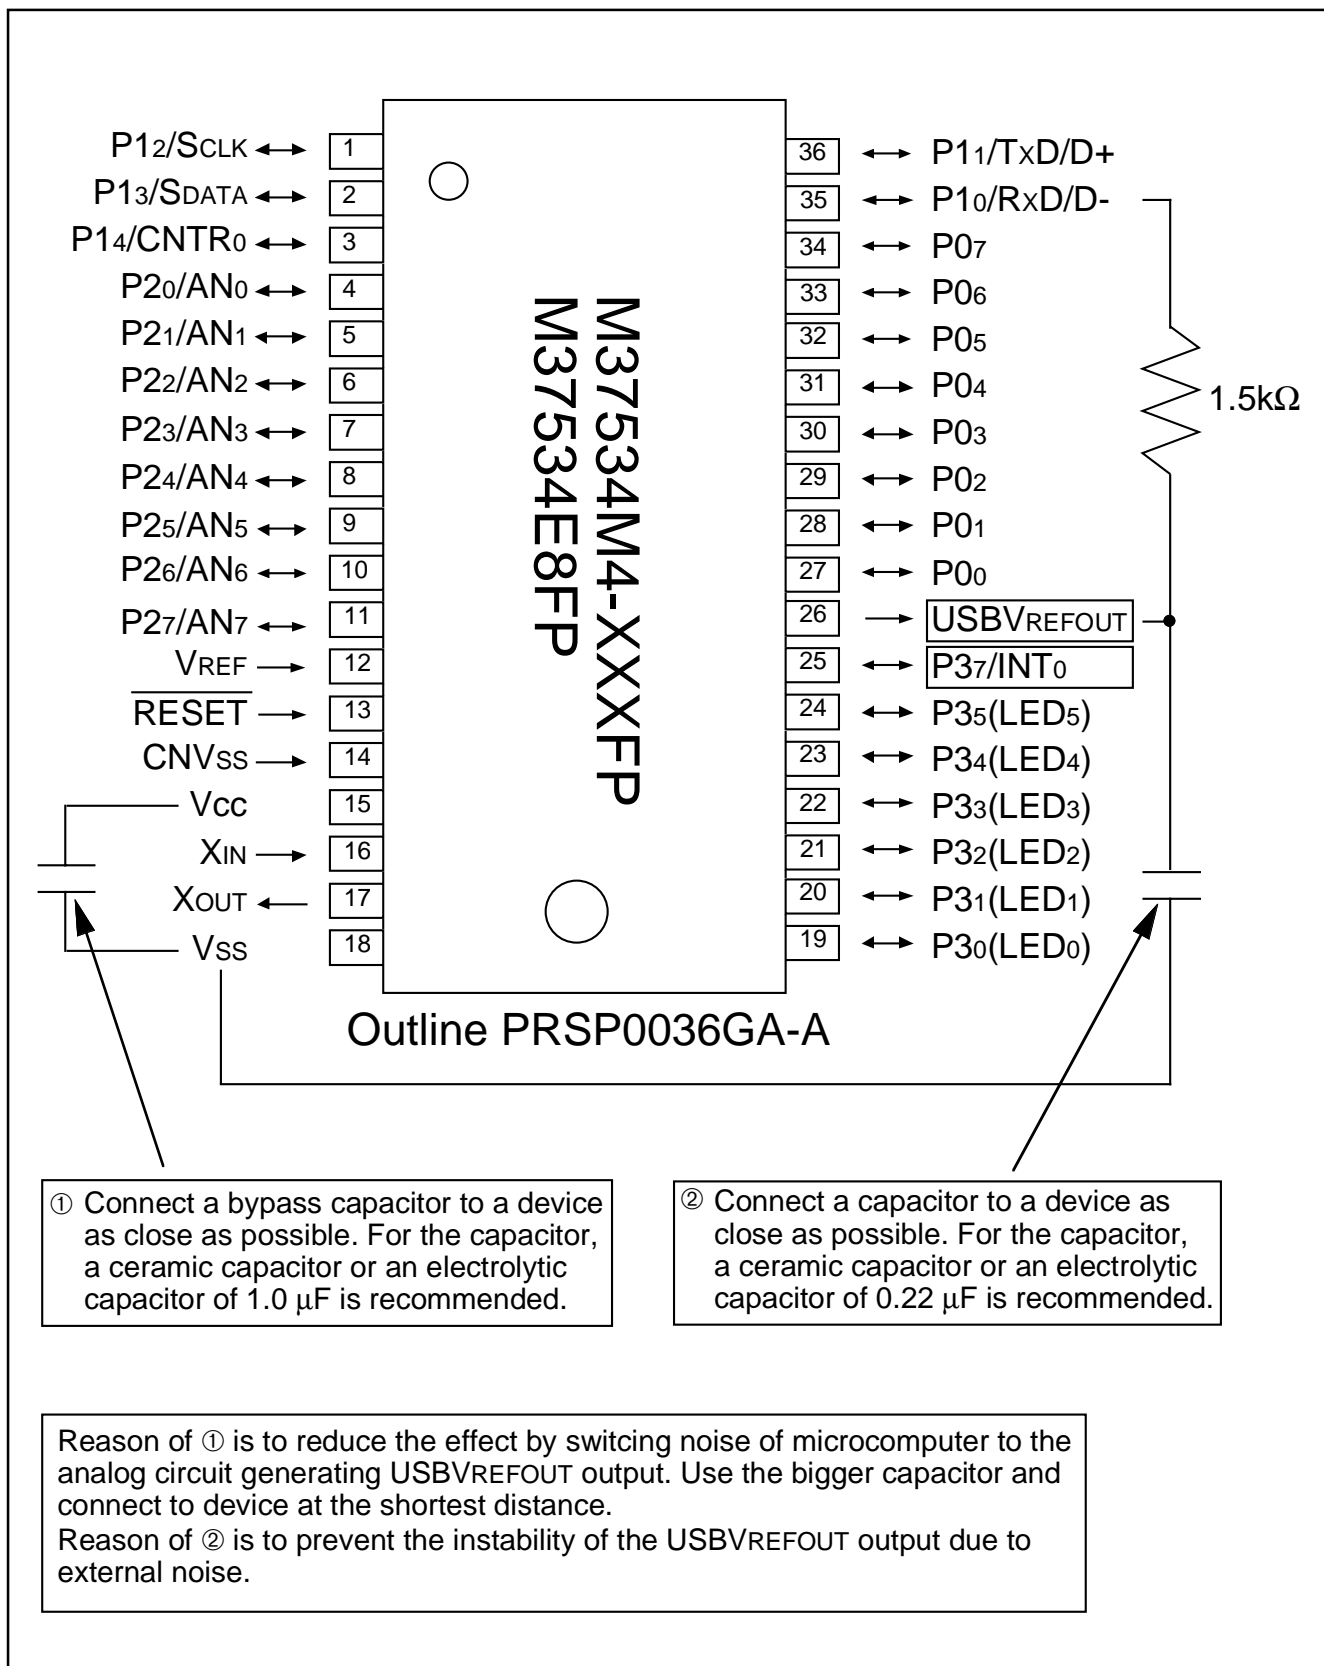 P12/SCLK 1
P13/SDATA 2
P14/CNTR0 3
P20/AN0 4
P21/AN1 5
P22/AN2 6
P23/AN3 7
P24/AN4 8
P25/AN5 9
P26/AN6 10
P27/AN7 11
VREF 12
RESET 13
CNVSS 14
Vcc 15
XIN 16
XOUT 17
VSS 18
M37534M4-XXXFP
M37534E8FP
36 P11/TXD/D+
35 P10/RXD/D-
34 P07
33 P06
32 P05
31 P04
30 P03
29 P02
28 P01
27 P00
26 USBVREFOUT
25 P37/INT0
24 P35(LED5)
23 P34(LED4)
22 P33(LED3)
21 P32(LED2)
20 P31(LED1)
19 P30(LED0)
1.5kΩ
Outline PRSP0036GA-A
① Connect a bypass capacitor to a device
as close as possible. For the capacitor,
a ceramic capacitor or an electrolytic
capacitor of 1.0 μF is recommended.
② Connect a capacitor to a device as
close as possible. For the capacitor,
a ceramic capacitor or an electrolytic
capacitor of 0.22 μF is recommended.
Reason of ① is to reduce the effect by switcing noise of microcomputer to the
analog circuit generating USBVREFOUT output. Use the bigger capacitor and
connect to device at the shortest distance.
Reason of ② is to prevent the instability of the USBVREFOUT output due to
external noise.